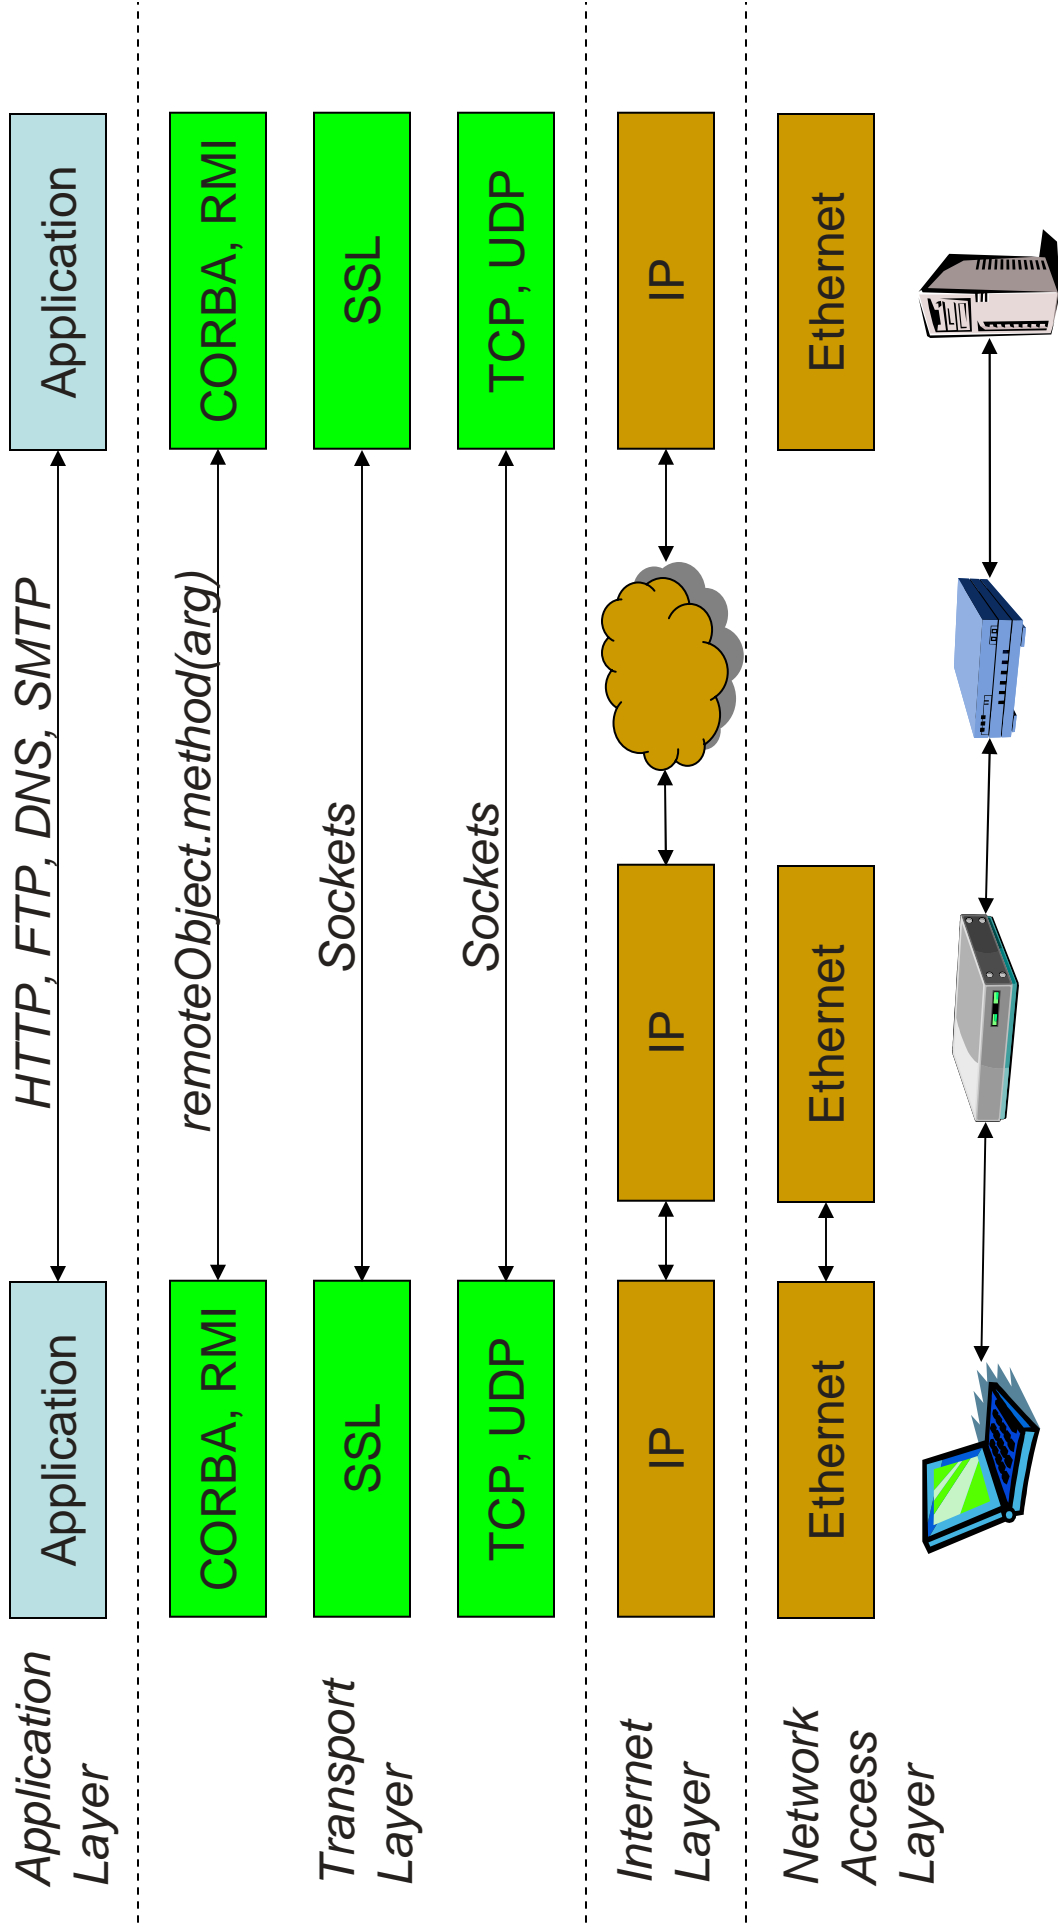 Application
Layer
Application
HTTP, FTP, DNS, SMTP
Application
Transport
Layer
CORBA, RMI
remoteObject.method(arg)
CORBA, RMI
SSL
Sockets
SSL
TCP, UDP
Sockets
TCP, UDP
Internet
Layer
IP
IP
IP
Network
Access
Layer
Ethernet
Ethernet
Ethernet